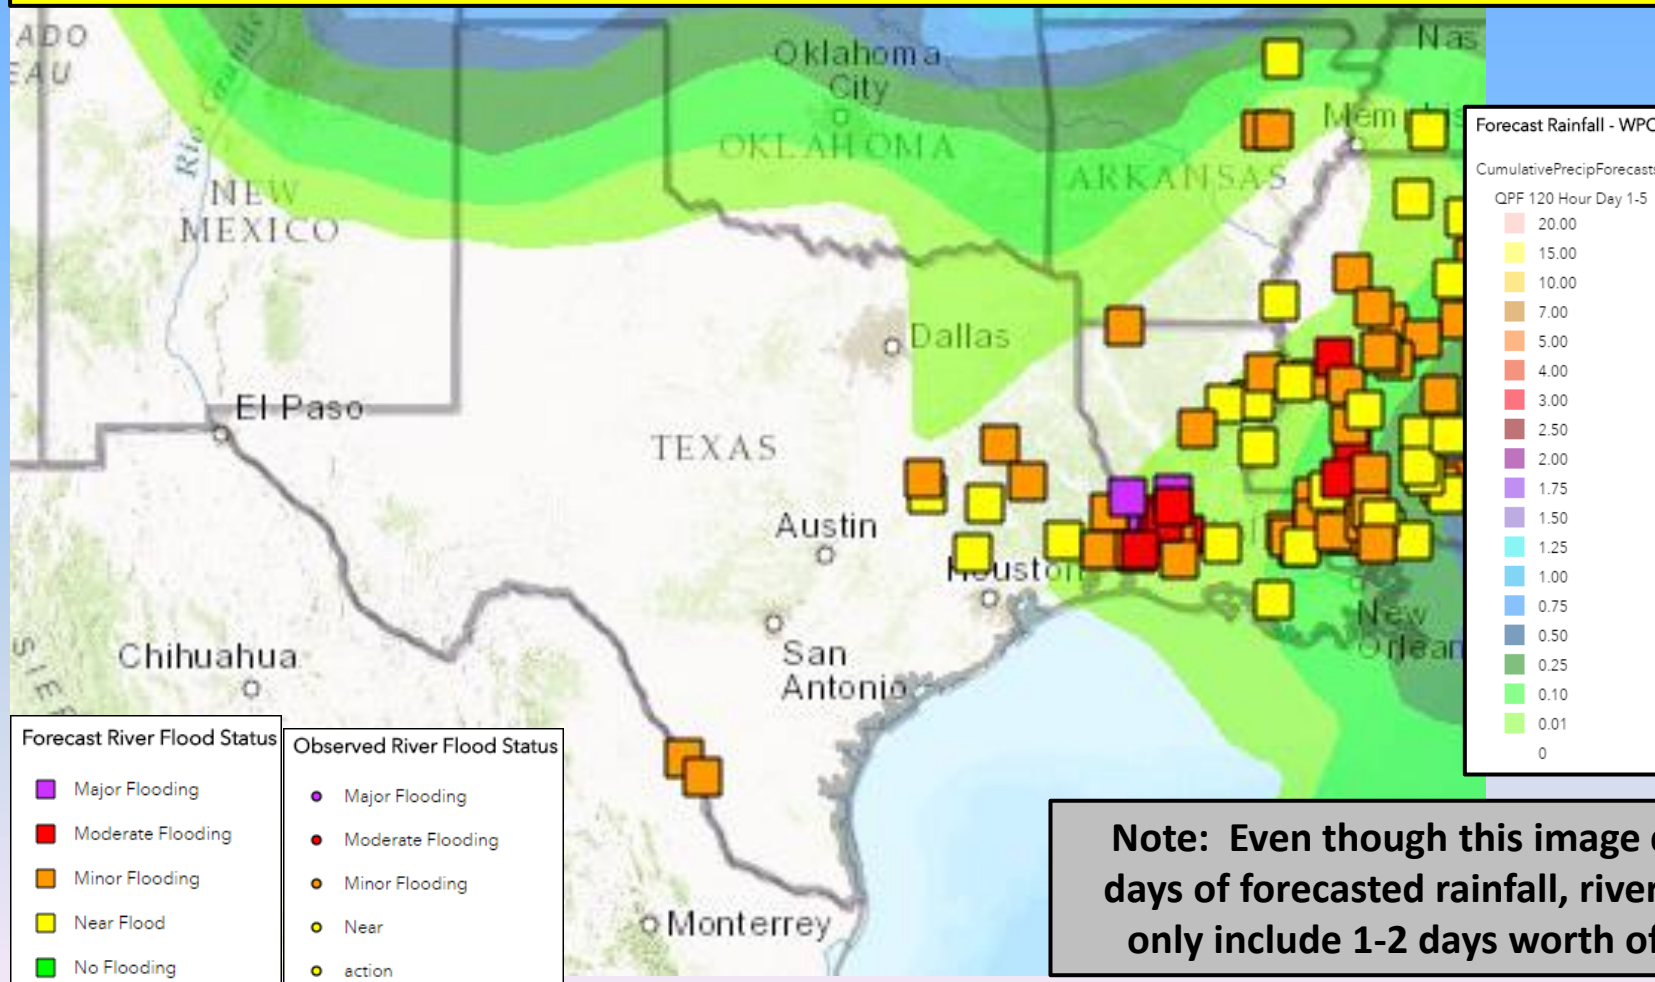 ADO
EAU
Rio Grande
NEW
MEXICO
Oklahoma
City
OKLAHOMA
ARKANSAS
Nas
Mem
Dallas
El Paso
TEXAS
Austin
Houston
San
Antonio
New
Orlean
Chihuahua
SIE
Monterrey
Forecast Rainfall - WPC
CumulativePrecipForecasts
QPF 120 Hour Day 1-5
20.00
15.00
10.00
7.00
5.00
4.00
3.00
2.50
2.00
1.75
1.50
1.25
1.00
0.75
0.50
0.25
0.10
0.01
0
Forecast River Flood Status
Major Flooding
Moderate Flooding
Minor Flooding
Near Flood
No Flooding
Observed River Flood Status
Major Flooding
Moderate Flooding
Minor Flooding
Near
action
Note: Even though this image
days of forecasted rainfall, river
only include 1-2 days worth of